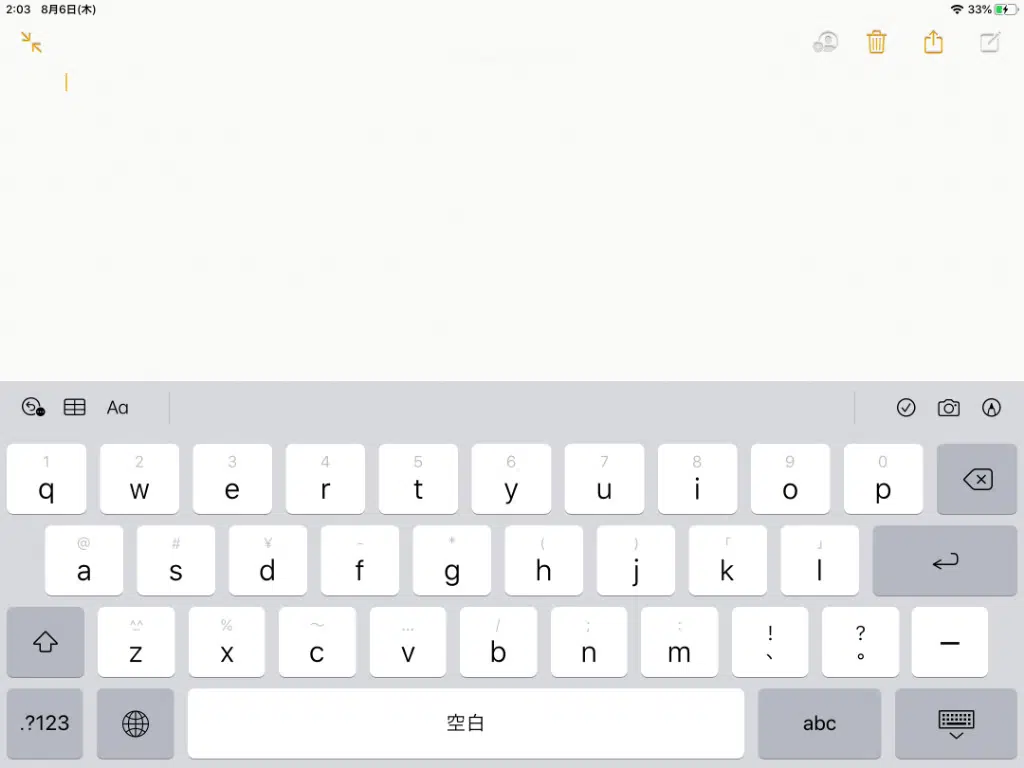 2:03 8月6日(木) 33%
Aa
1 2 3 4 5 6 7 8 9 0
q w e r t y u i o p
@ # ¥ - * ( ) 「 」
a s d f g h j k l
^^ % 〜 … / ; : ! ?
z x c v b n m 、 。 ー
.?123 空白 abc